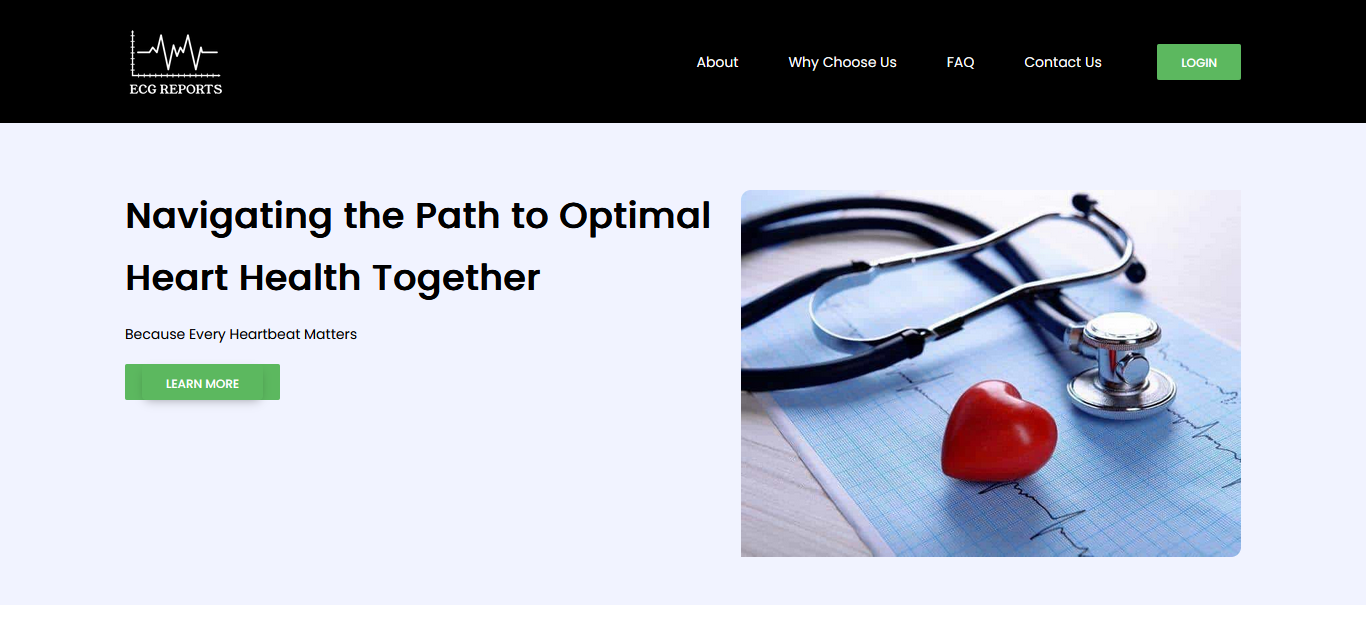 ECG REPORTS
About
Why Choose Us
FAQ
Contact Us
LOGIN
Navigating the Path to Optimal
Heart Health Together
Because Every Heartbeat Matters
LEARN MORE